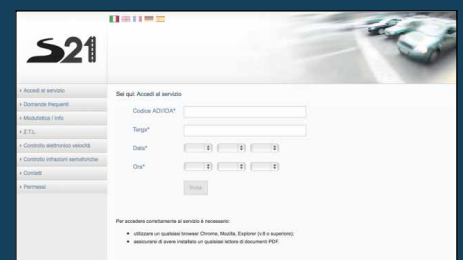 S21
Accedi al servizio
Domande frequenti
Modulistica / Info
Z.T.L.
Controllo elettronico velocità
Controllo infrazioni semaforiche
Contatti
Permessi
Sei qui: Accedi al servizio
Codice ADI/IDA*
Targa*
Data*
Ora*
Per accedere correttamente al servizio è necessario:
utilizzare un qualsiasi browser Chrome, Mozilla, Explorer (v.8 o superiore);
assicurare di avere installato un qualsiasi lettore di documenti PDF.